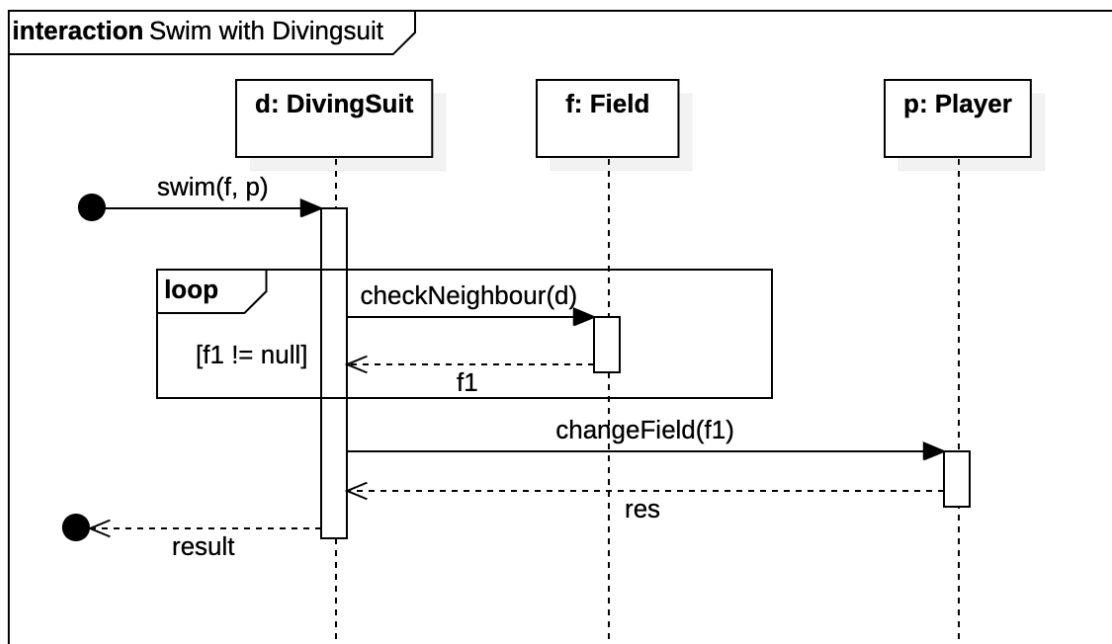 interaction Swim with Divingsuit
d: DivingSuit
f: Field
p: Player
swim(f, p)
loop
checkNeighbour(d)
[f1 != null]
f1
changeField(f1)
res
result